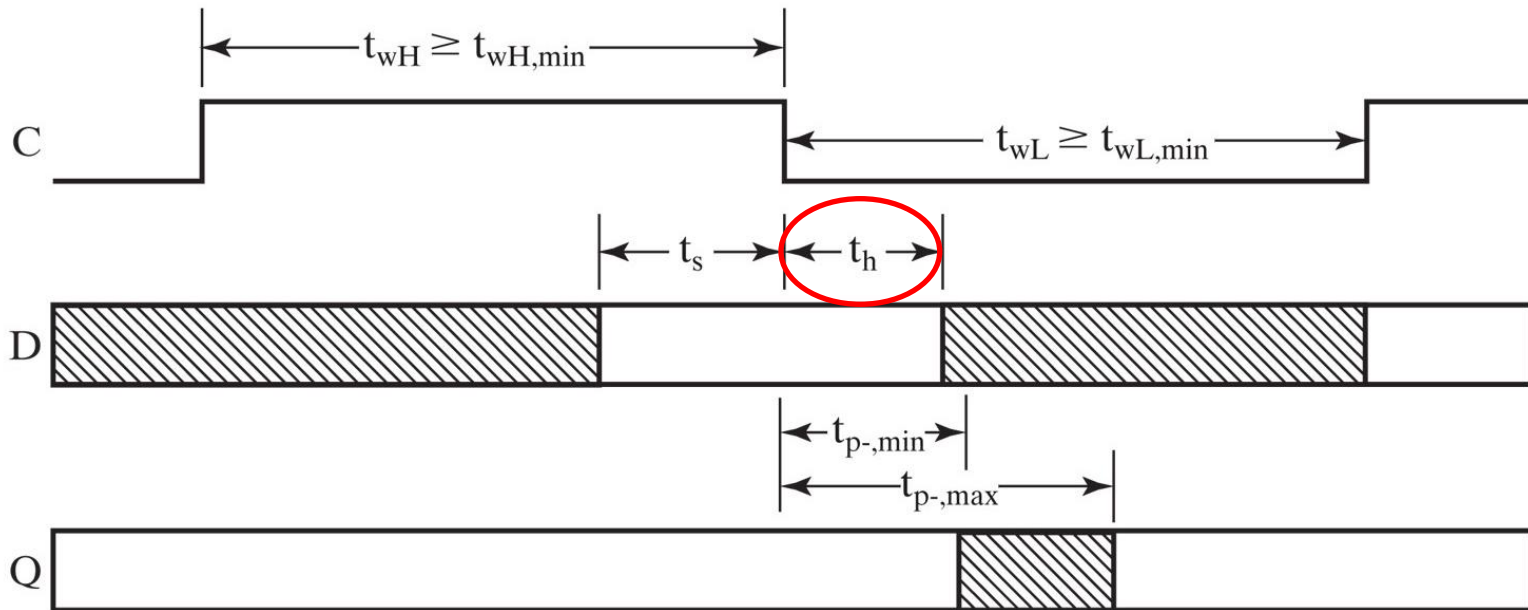 t_wH ≥ t_wH,min
C
t_wL ≥ t_wL,min
t_s t_h
D
t_p-,min
t_p-,max
Q